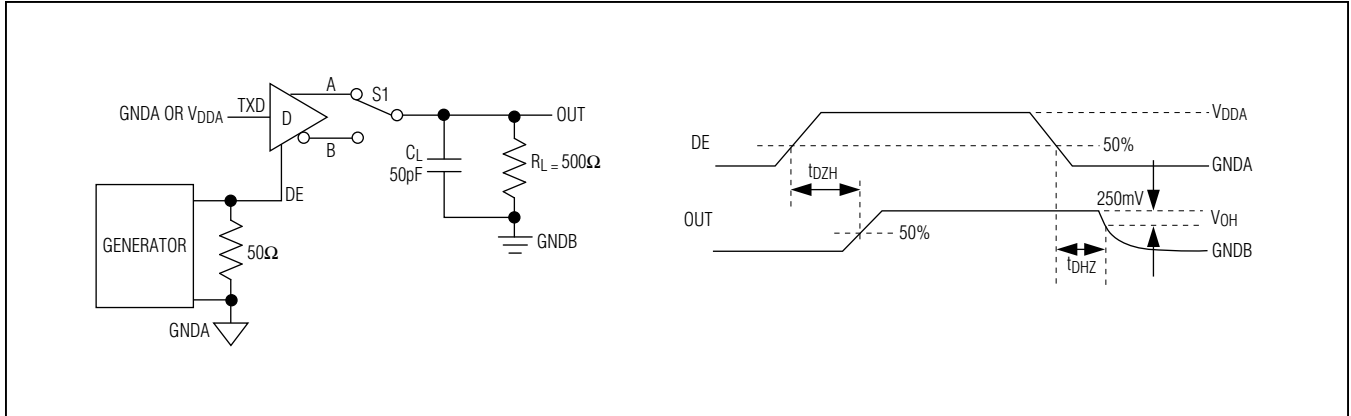 A
S1
GNDA OR VDDA
TXD
D
OUT
B
CL
50pF
RL = 500Ω
DE
GENERATOR
50Ω
GNDB
GNDA
VDDA
DE
50%
GNDA
tDZH
250mV
OUT
VOH
50%
GNDB
tDHZ